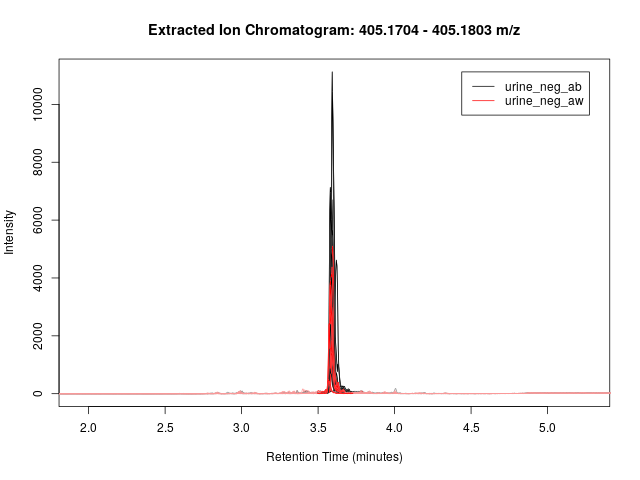 Extracted Ion Chromatogram: 405.1704 - 405.1803 m/z
urine_neg_ab
urine_neg_aw
Intensity
10000
8000
6000
4000
2000
0
2.0 2.5 3.0 3.5 4.0 4.5 5.0
Retention Time (minutes)